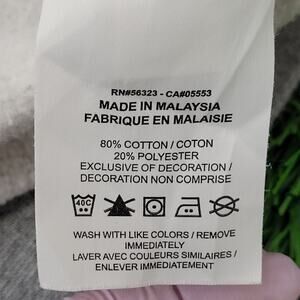 RN#56323 - CA#05553
MADE IN MALAYSIA
FABRIQUE EN MALAISIE
80% COTTON / COTON
20% POLYESTER
EXCLUSIVE OF DECORATION /
DECORATION NON COMPRISE
40C
WASH WITH LIKE COLORS / REMOVE
IMMEDIATELY
LAVER AVEC COULEURS SIMILAIRES /
ENLEVER IMMEDIATEMENT